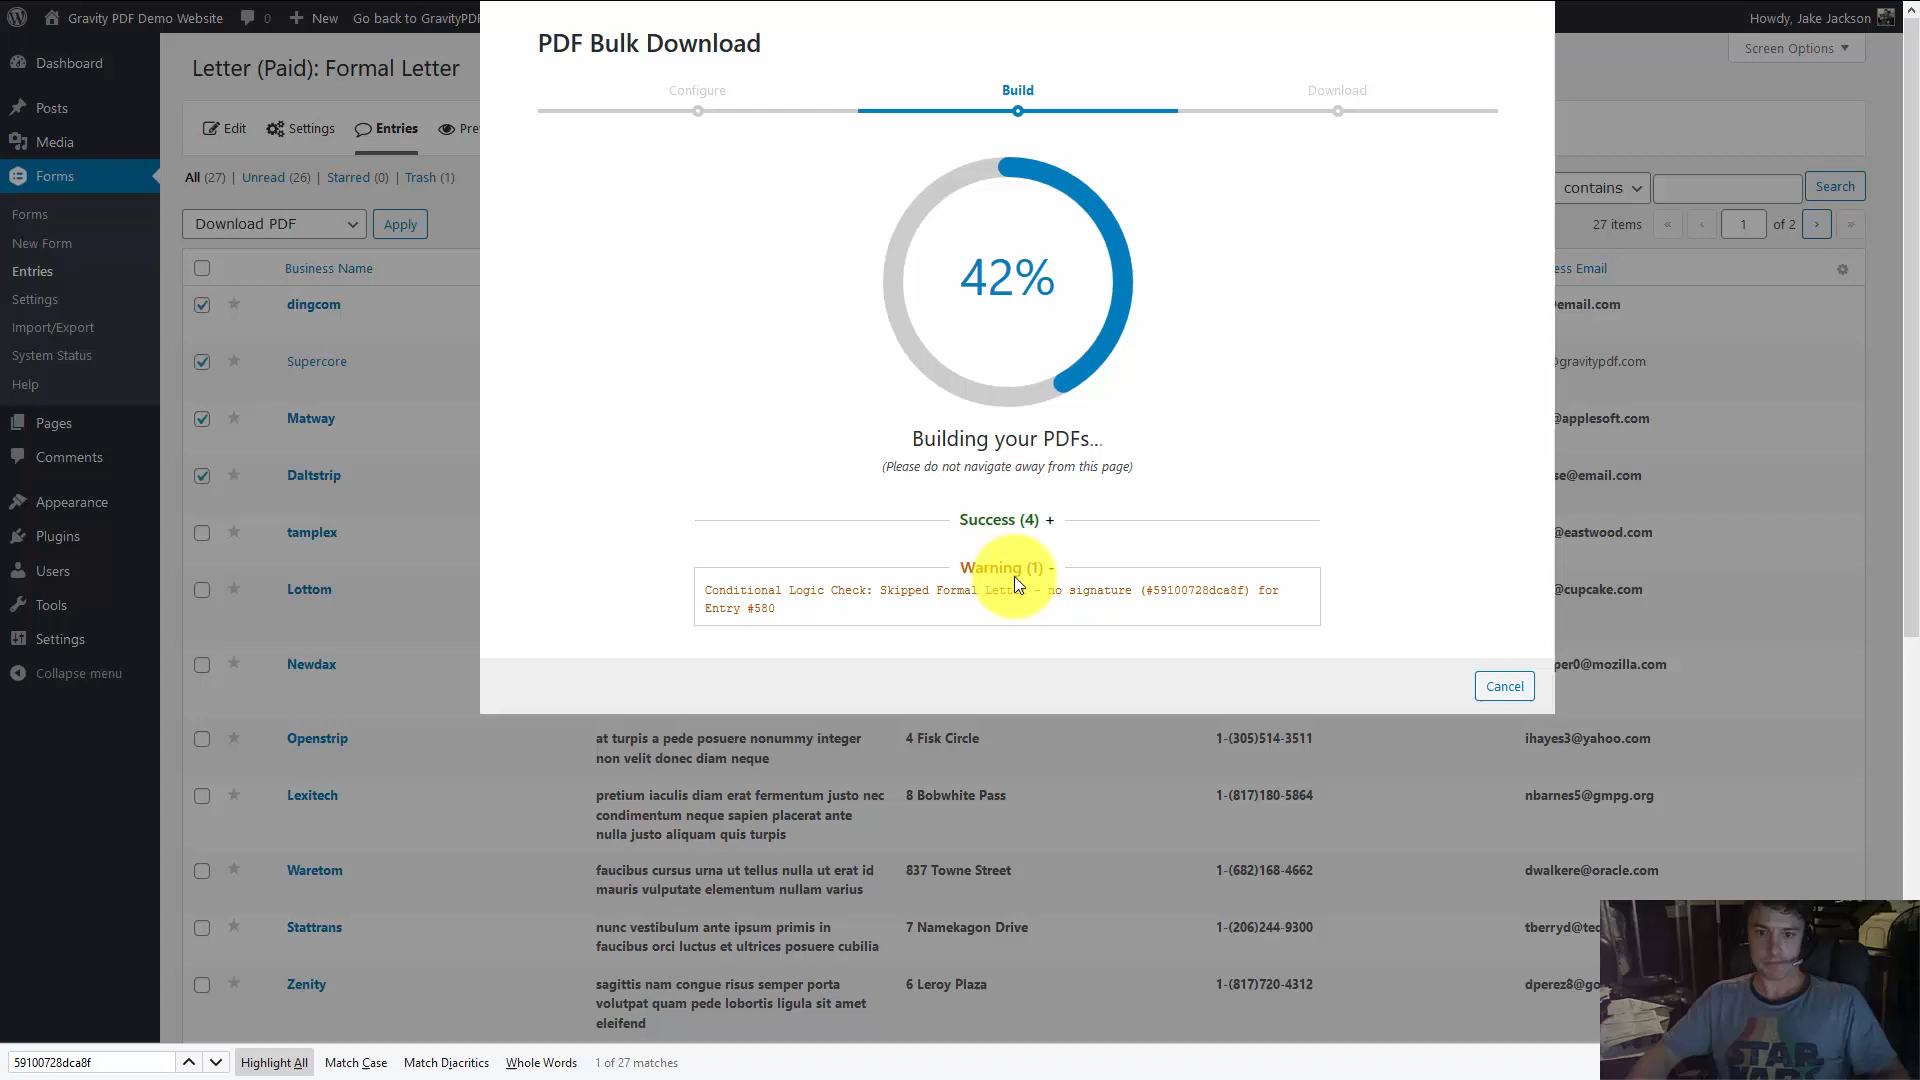 Gravity PDF Demo Website
0
New
Go back to GravityPDF
Howdy, Jake Jackson
Screen Options
Dashboard
Posts
Media
Forms
Forms
New Form
Entries
Settings
Import/Export
System Status
Help
Pages
Comments
Appearance
Plugins
Users
Tools
Settings
Collapse menu
Letter (Paid): Formal Letter
Edit
Settings
Entries
All (27) | Unread (26) | Starred (0) | Trash (1)
Download PDF
Apply
contains
Search
27 items « ‹ 1 of 2 › »
Business Name
dingcom
@email.com
Supercore
@gravitypdf.com
Matway
@applesoft.com
Daltstrip
se@email.com
tamplex
@eastwood.com
Lottom
@cupcake.com
Newdax
per0@mozilla.com
PDF Bulk Download
Configure
Build
Download
42%
Building your PDFs...
(Please do not navigate away from this page)
Success (4) +
Warning (1) -
Conditional Logic Check: Skipped Formal - no signature (#59100728dca8f) for
Entry #580
Cancel
Openstrip
at turpis a pede posuere nonummy integer
non velit donec diam neque
4 Fisk Circle
1-(305)514-3511
ihayes3@yahoo.com
Lexitech
pretium iaculis diam erat fermentum justo nec
condimentum neque sapien placerat ante
nulla justo aliquam quis turpis
8 Bobwhite Pass
1-(817)180-5864
nbarnes5@gmpg.org
Waretom
faucibus cursus urna ut tellus nulla ut erat id
mauris vulputate elementum nullam varius
837 Towne Street
1-(682)168-4662
dwalkere@oracle.com
Stattrans
nunc vestibulum ante ipsum primis in
faucibus orci luctus et ultrices posuere cubilia
7 Namekagon Drive
1-(206)244-9300
tberryd@ted
Zenity
sagittis nam congue risus semper porta
volutpat quam pede lobortis ligula sit amet
eleifend
6 Leroy Plaza
1-(817)720-4312
dperez8@go
59100728dca8f
Highlight All
Match Case
Match Diacritics
Whole Words
1 of 27 matches
STAR
WARS